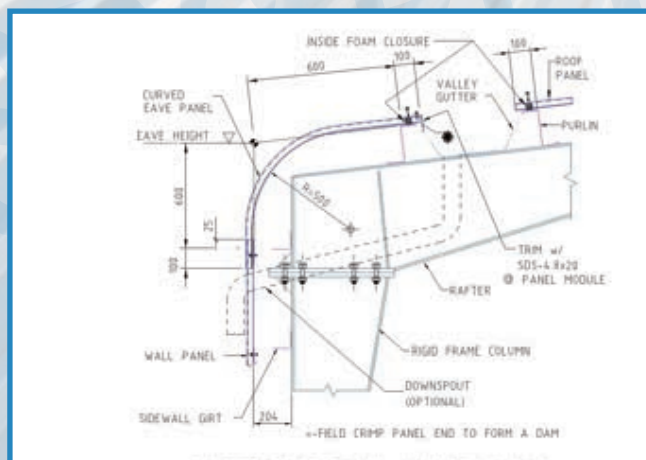 INSIDE FOAM CLOSURE
600
100
160
ROOF
PANEL
CURVED
EAVE PANEL
VALLEY
GUTTER
EAVE HEIGHT
PURLIN
600
R=500
25
100
TRIM w/
SDS-4.8x20
@ PANEL MODULE
RAFTER
WALL PANEL
RIGID FRAME COLUMN
DOWNSPOUT
(OPTIONAL)
SIDEWALL GIRT
204
*-FIELD CRIMP PANEL END TO FORM A DAM